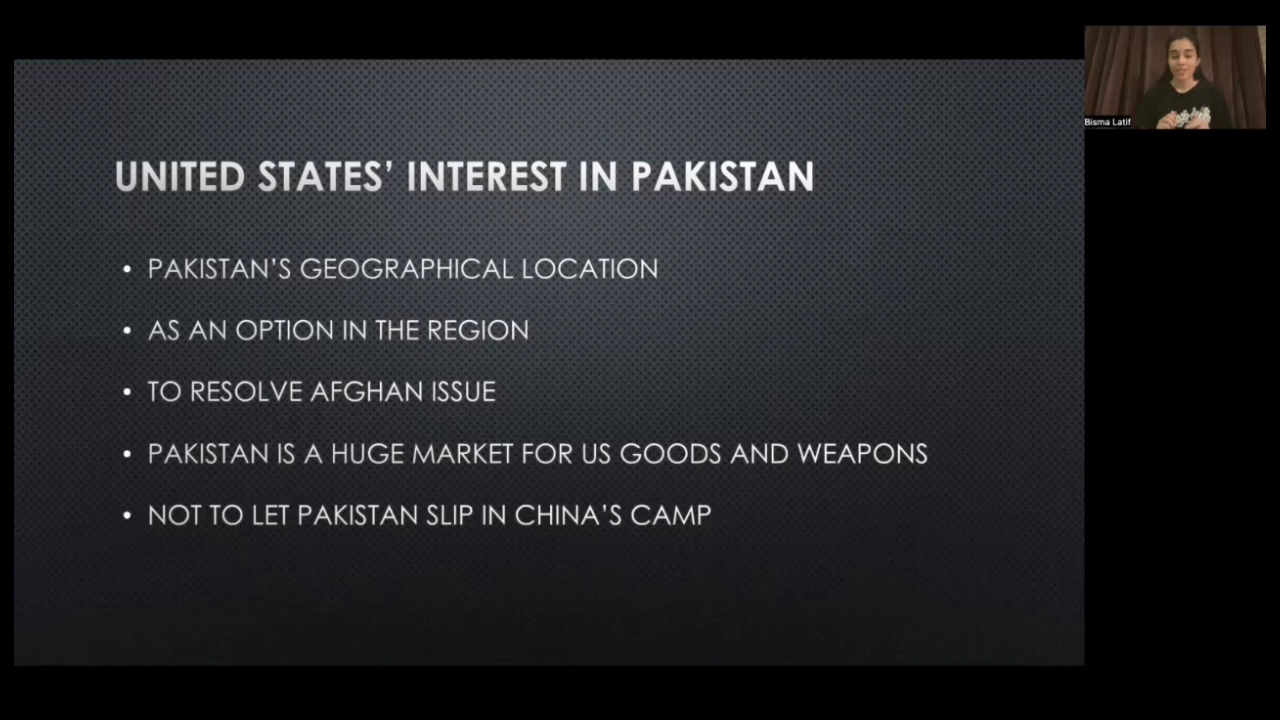 UNITED STATES’ INTEREST IN PAKISTAN
• PAKISTAN’S GEOGRAPHICAL LOCATION
• AS AN OPTION IN THE REGION
• TO RESOLVE AFGHAN ISSUE
• PAKISTAN IS A HUGE MARKET FOR US GOODS AND WEAPONS
• NOT TO LET PAKISTAN SLIP IN CHINA’S CAMP
Bisma Latif